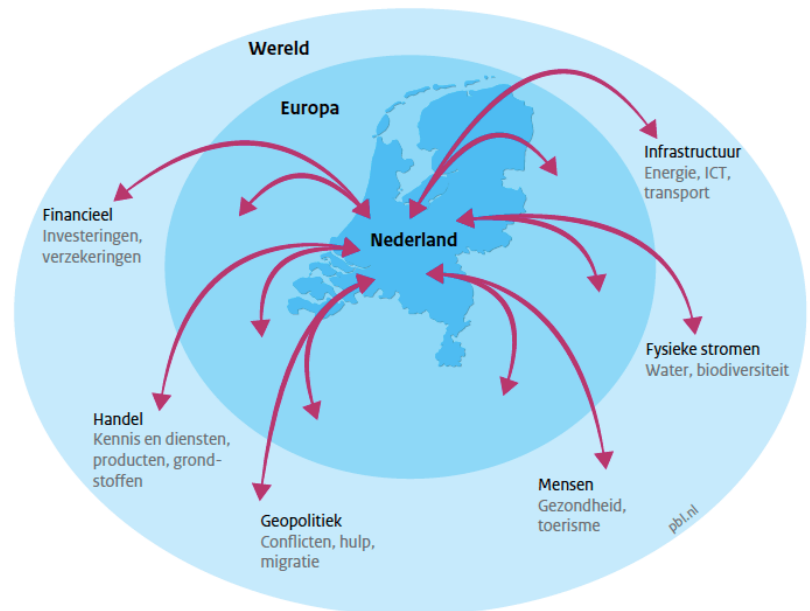 Wereld
Europa
Nederland
Infrastructuur
Energie, ICT,
transport
Financieel
Investeringen,
verzekeringen
Fysieke stromen
Water, biodiversiteit
Handel
Kennis en diensten,
producten, grond-
stoffen
Mensen
Gezondheid,
toerisme
Geopolitiek
Conflicten, hulp,
migratie
pbl.nl